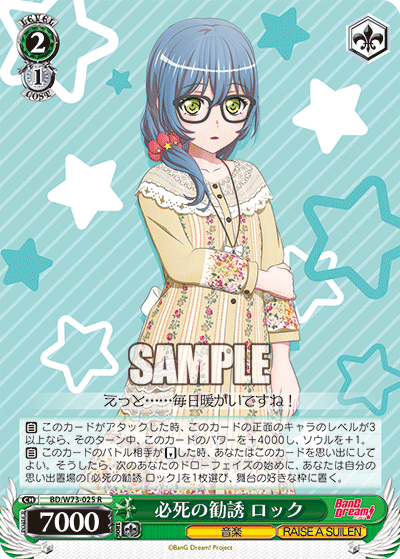 LEVEL
2
1
COST
SAMPLE
えっと……毎日暖かいですね！
【自】このカードがアタックした時、このカードの正面のキャラのレベルが3
以上なら、そのターン中、このカードのパワーを+4000し、ソウルを+1。
【自】このカードのバトル相手が【リバース】した時、あなたはこのカードを思い出にして
よい。そうしたら、次のあなたのドローフェイズの始めに、あなたは自分の
思い出置場の「必死の勧誘 ロック」を1枚選び、舞台の好きな枠に置く。
CH
BD/W73-025 R
必死の勧誘 ロック
BanG Dream!
7000
音楽
RAISE A SUILEN
©BanG Dream! Project